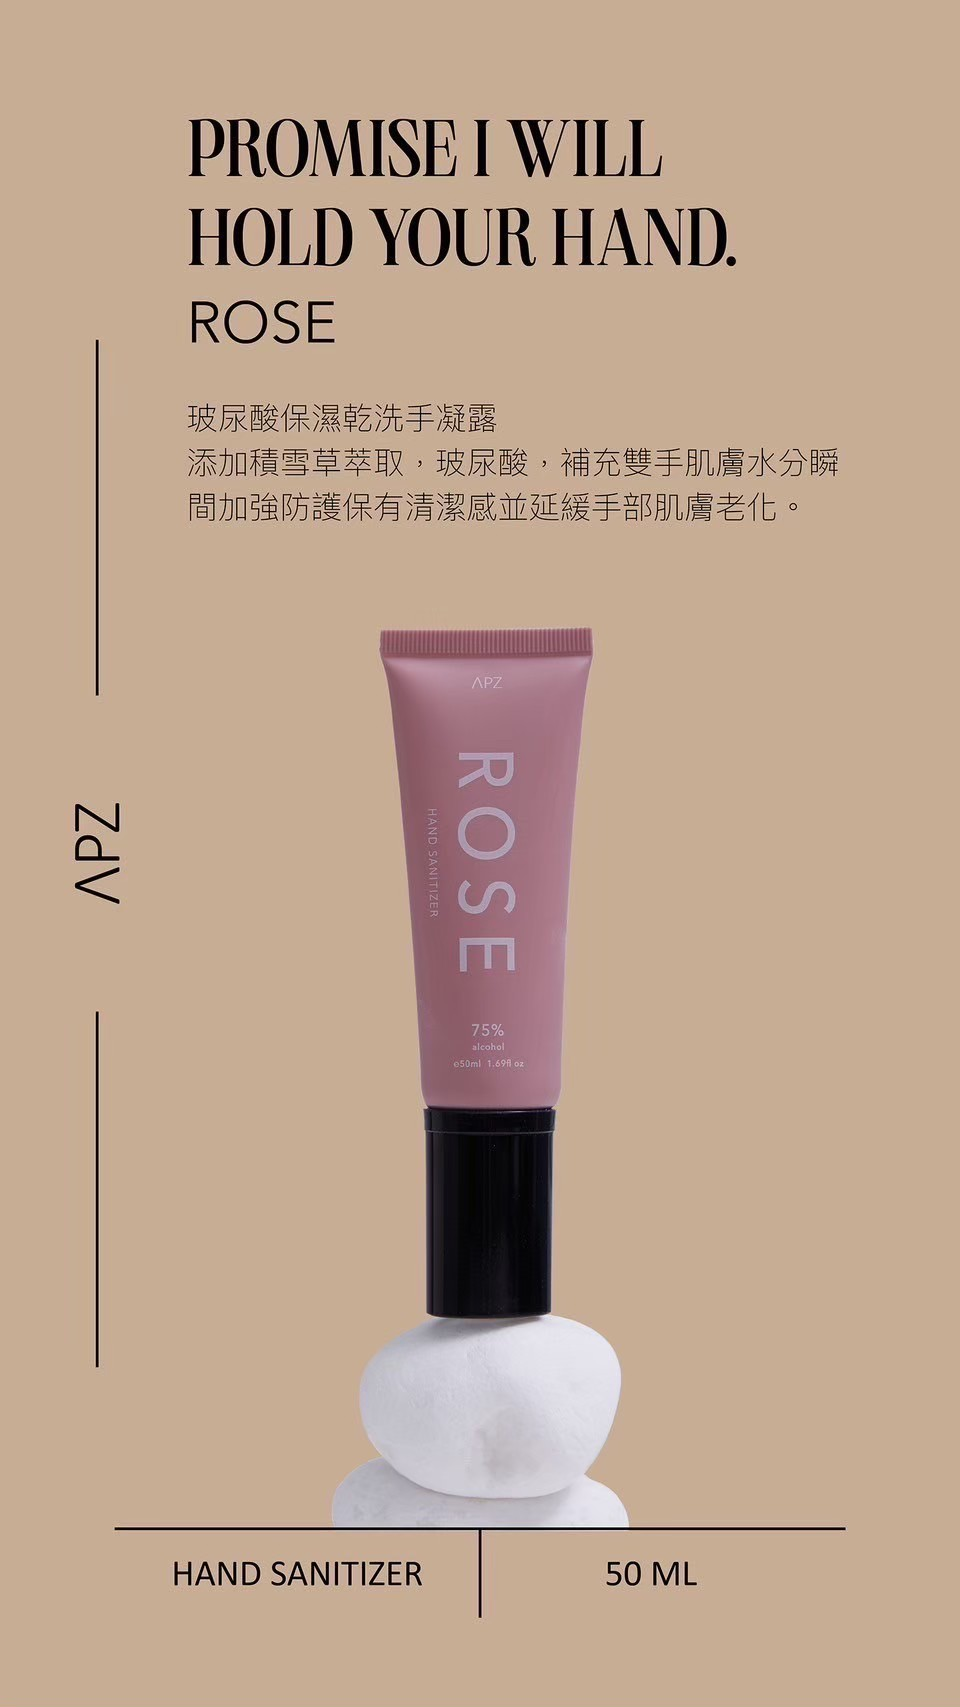 PROMISE I WILL
HOLD YOUR HAND.
ROSE
玻尿酸保濕乾洗手凝露
添加積雪草萃取，玻尿酸，補充雙手肌膚水分瞬
間加強防護保有清潔感並延緩手部肌膚老化。
ΛPZ
ΛPZ
ROSE
HAND SANITIZER
75%
alcohol
e50ml 1.69fl oz
HAND SANITIZER
50 ML